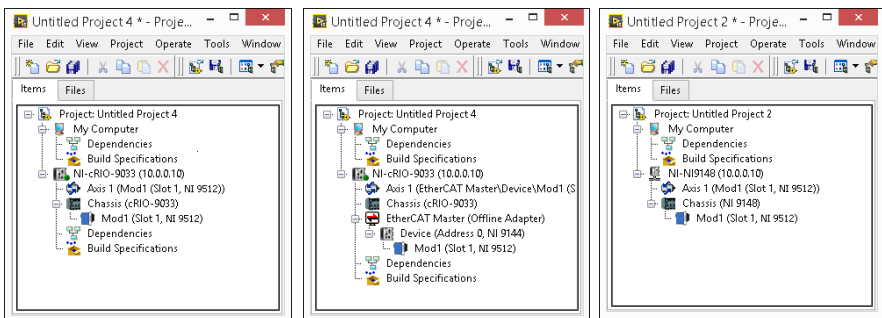 Untitled Project 4 * - Proje...
File Edit View Project Operate Tools Window
Items Files
Project: Untitled Project 4
My Computer
Dependencies
Build Specifications
NI-cRIO-9033 (10.0.0.10)
Axis 1 (Mod1 (Slot 1, NI 9512))
Chassis (cRIO-9033)
Mod1 (Slot 1, NI 9512)
Dependencies
Build Specifications
Untitled Project 4 * - Proje...
File Edit View Project Operate Tools Window
Items Files
Project: Untitled Project 4
My Computer
Dependencies
Build Specifications
NI-cRIO-9033 (10.0.0.10)
Axis 1 (EtherCAT Master\Device\Mod1 (S
Chassis (cRIO-9033)
EtherCAT Master (Offline Adapter)
Device (Address 0, NI 9144)
Mod1 (Slot 1, NI 9512)
Dependencies
Build Specifications
Untitled Project 2 * - Proje...
File Edit View Project Operate Tools Window
Items Files
Project: Untitled Project 2
My Computer
Dependencies
Build Specifications
NI-NI9148 (10.0.0.10)
Axis 1 (Mod1 (Slot 1, NI 9512))
Chassis (NI 9148)
Mod1 (Slot 1, NI 9512)